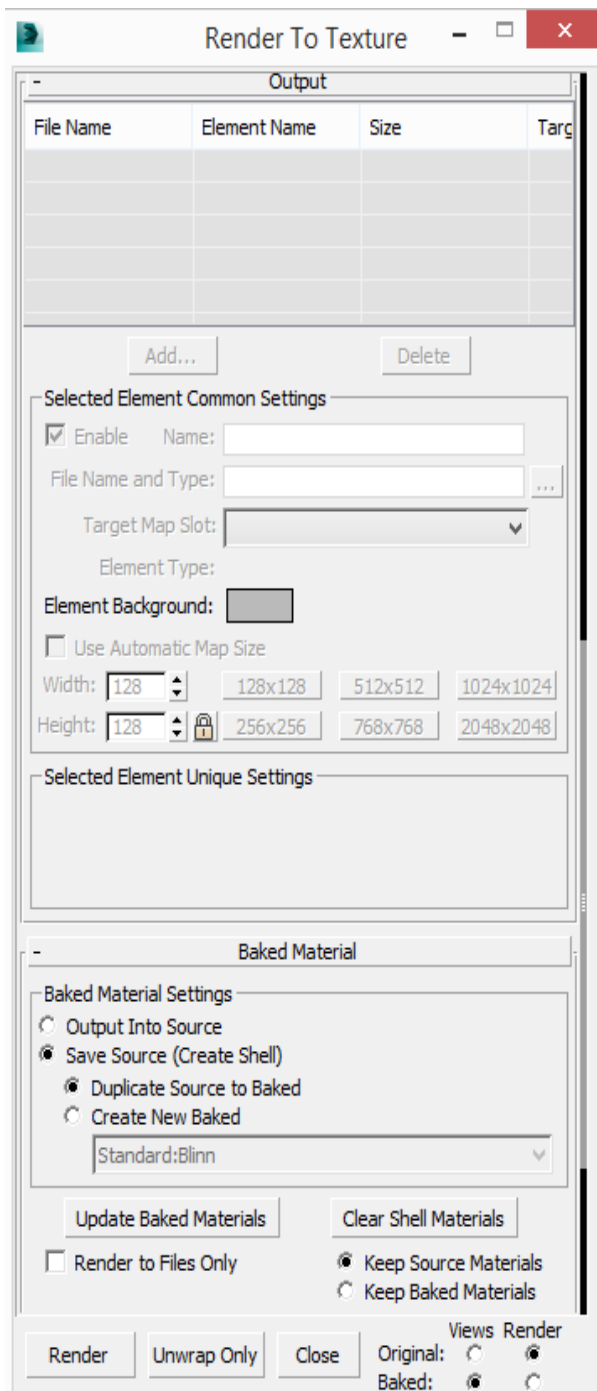 Render To Texture
- Output
File Name Element Name Size Targ
Add... Delete
Selected Element Common Settings
Enable Name:
File Name and Type: ...
Target Map Slot:
Element Type:
Element Background:
Use Automatic Map Size
Width: 128 128x128 512x512 1024x1024
Height: 128 256x256 768x768 2048x2048
Selected Element Unique Settings
- Baked Material
Baked Material Settings
Output Into Source
Save Source (Create Shell)
Duplicate Source to Baked
Create New Baked
Standard:Blinn
Update Baked Materials Clear Shell Materials
Render to Files Only Keep Source Materials
Keep Baked Materials
Views Render
Render Unwrap Only Close Original:
Baked: